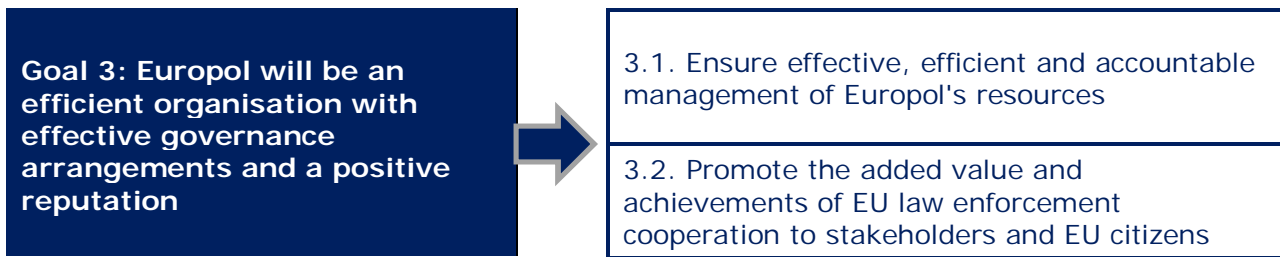 Goal 3: Europol will be an
efficient organisation with
effective governance
arrangements and a positive
reputation
3.1. Ensure effective, efficient and accountable
management of Europol's resources
3.2. Promote the added value and
achievements of EU law enforcement
cooperation to stakeholders and EU citizens